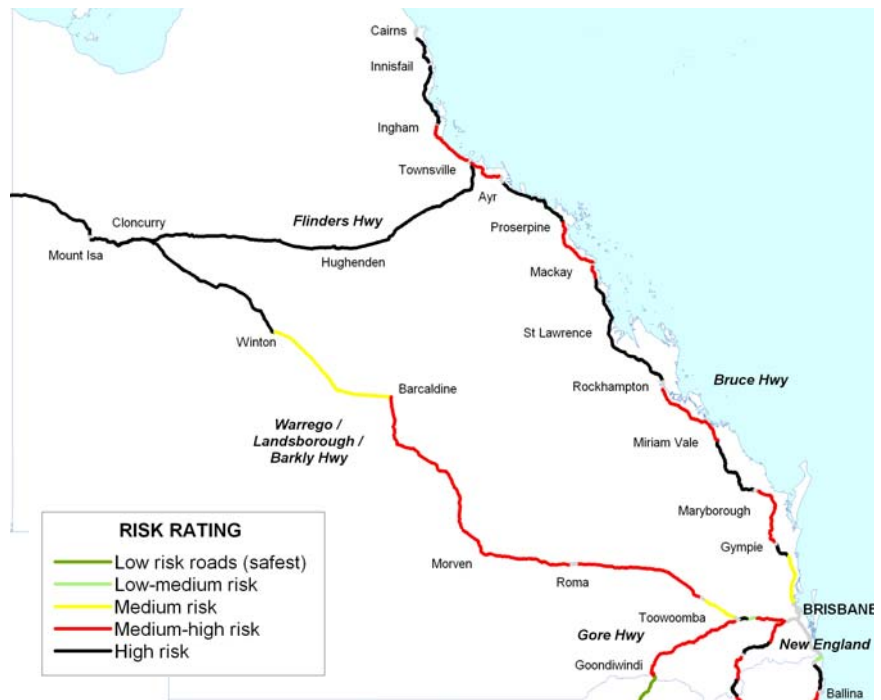 Cairns
Innisfail
Ingham
Townsville
Ayr
Flinders Hwy
Cloncurry
Proserpine
Mount Isa
Hughenden
Mackay
St Lawrence
Winton
Rockhampton
Bruce Hwy
Barcaldine
Warrego /
Landsborough /
Barkly Hwy
Miriam Vale
Maryborough
RISK RATING
Low risk roads (safest)
Low-medium risk
Medium risk
Medium-high risk
High risk
Gympie
Morven
Roma
Toowoomba
BRISBANE
Gore Hwy
New England
Goondiwindi
Ballina